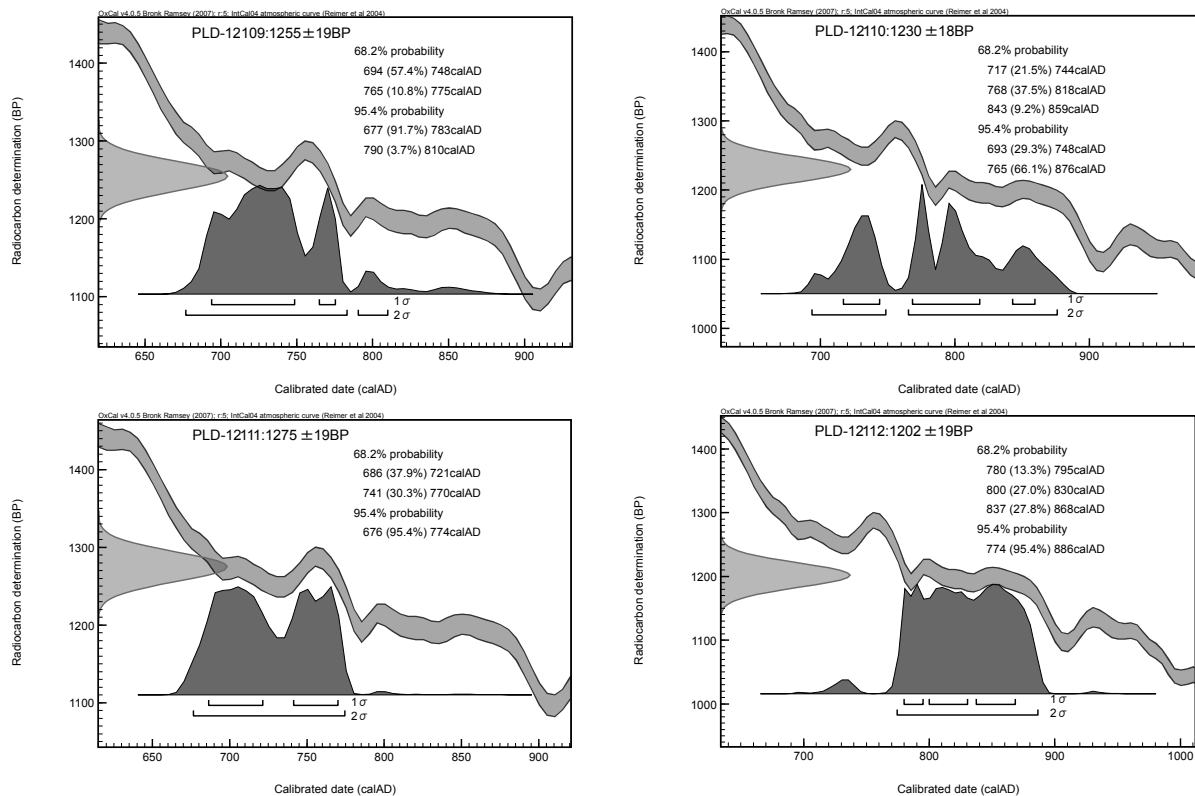 OxCal v4.0.5 Bronk Ramsey (2007); r:5; IntCal04 atmospheric curve (Reimer et al 2004)
PLD-12109:1255±19BP
68.2% probability
694 (57.4%) 748calAD
765 (10.8%) 775calAD
95.4% probability
677 (91.7%) 783calAD
790 (3.7%) 810calAD
Radiocarbon determination (BP)
1400
1300
1200
1100
1σ
2σ
650 700 750 800 850 900
Calibrated date (calAD)
OxCal v4.0.5 Bronk Ramsey (2007); r:5; IntCal04 atmospheric curve (Reimer et al 2004)
PLD-12110:1230±18BP
68.2% probability
717 (21.5%) 744calAD
768 (37.5%) 818calAD
843 (9.2%) 859calAD
95.4% probability
693 (29.3%) 748calAD
765 (66.1%) 876calAD
Radiocarbon determination (BP)
1400
1300
1200
1100
1000
1σ
2σ
700 800 900
Calibrated date (calAD)
OxCal v4.0.5 Bronk Ramsey (2007); r:5; IntCal04 atmospheric curve (Reimer et al 2004)
PLD-12111:1275±19BP
68.2% probability
686 (37.9%) 721calAD
741 (30.3%) 770calAD
95.4% probability
676 (95.4%) 774calAD
Radiocarbon determination (BP)
1400
1300
1200
1100
1σ
2σ
650 700 750 800 850 900
Calibrated date (calAD)
OxCal v4.0.5 Bronk Ramsey (2007); r:5; IntCal04 atmospheric curve (Reimer et al 2004)
PLD-12112:1202±19BP
68.2% probability
780 (13.3%) 795calAD
800 (27.0%) 830calAD
837 (27.8%) 868calAD
95.4% probability
774 (95.4%) 886calAD
Radiocarbon determination (BP)
1400
1300
1200
1100
1000
1σ
2σ
700 800 900 1000
Calibrated date (calAD)